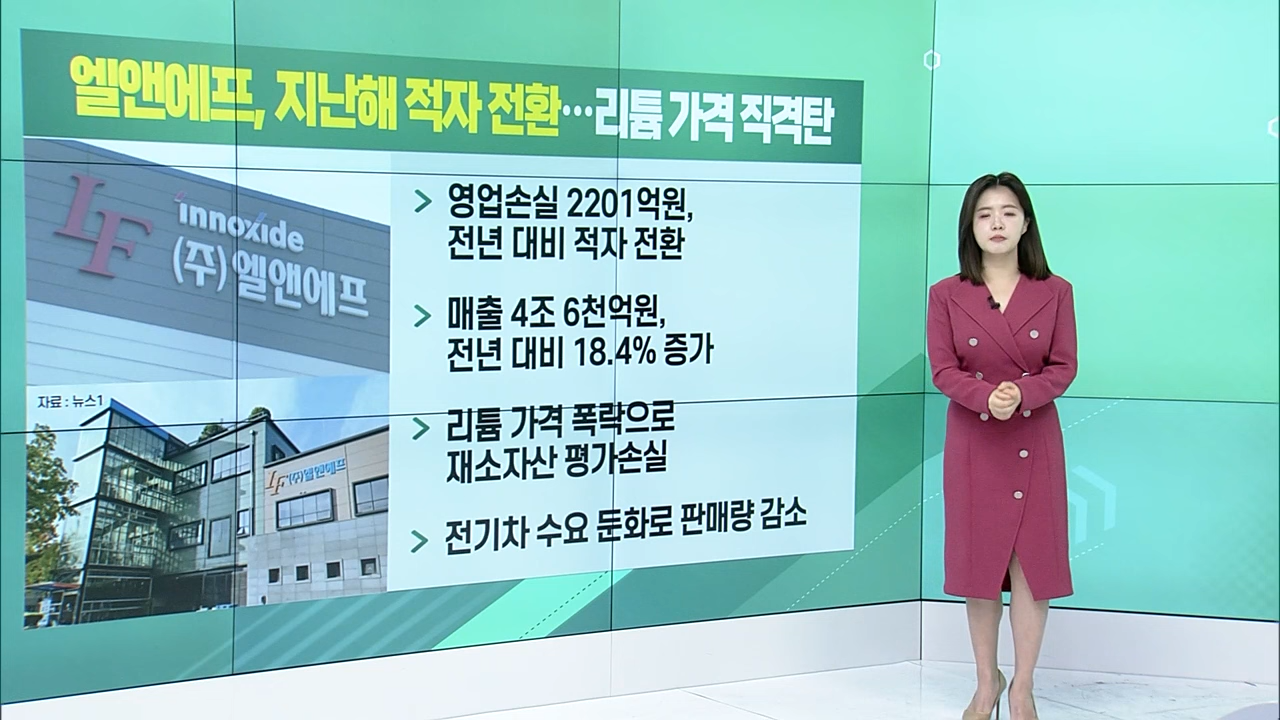 엘앤에프, 지난해 적자 전환…리튬 가격 직격탄
LF
innoxide
(주)엘앤에프
자료 : 뉴스1
LF (주)엘앤에프
> 영업손실 2201억원,
전년 대비 적자 전환
> 매출 4조 6천억원,
전년 대비 18.4% 증가
> 리튬 가격 폭락으로
재소자산 평가손실
> 전기차 수요 둔화로 판매량 감소